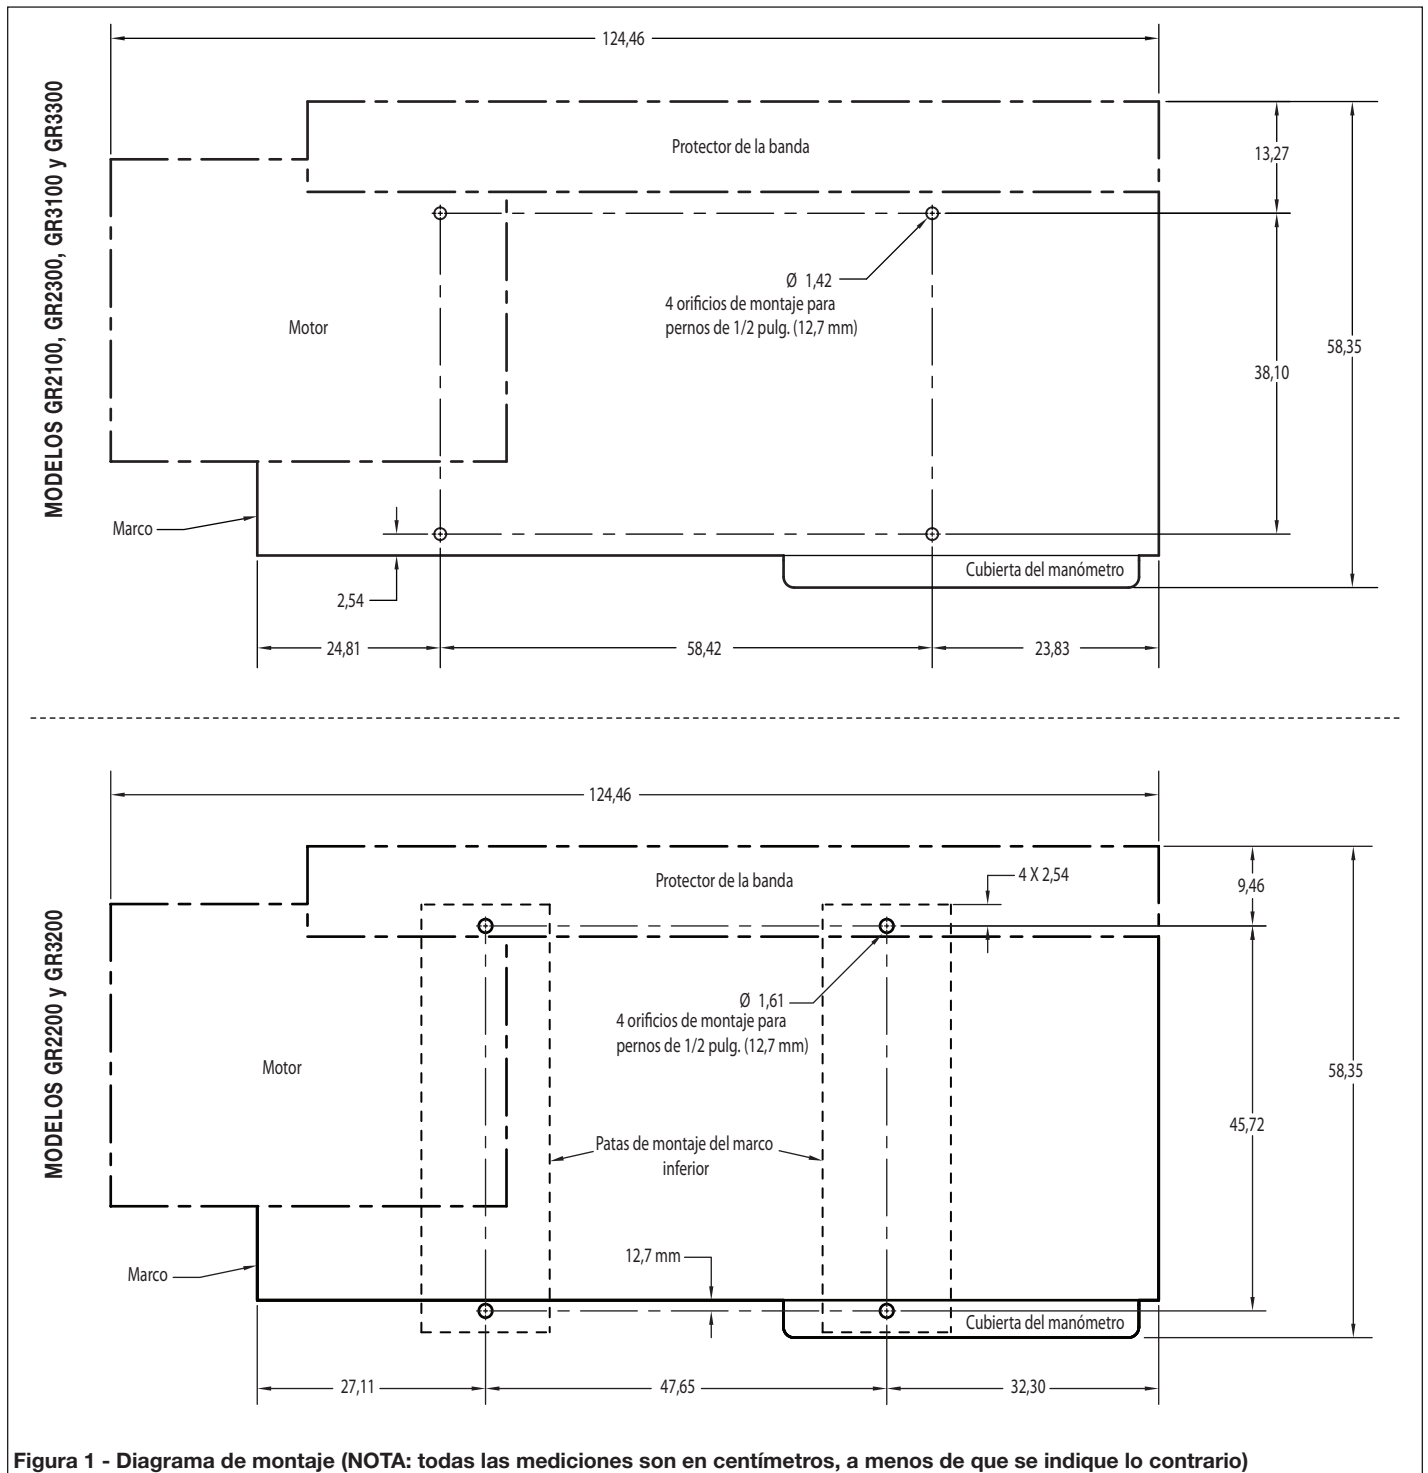 MODELOS GR2100, GR2300, GR3100 y GR3300
124,46
Protector de la banda
13,27
Ø 1,42
4 orificios de montaje para
pernos de 1/2 pulg. (12,7 mm)
Motor
58,35
38,10
Marco
Cubierta del manómetro
2,54
24,81
58,42
23,83
MODELOS GR2200 y GR3200
124,46
Protector de la banda
4 X 2,54
9,46
Ø 1,61
4 orificios de montaje para
pernos de 1/2 pulg. (12,7 mm)
Motor
58,35
45,72
Patas de montaje del marco
inferior
12,7 mm
Marco
Cubierta del manómetro
27,11
47,65
32,30
Figura 1 - Diagrama de montaje (NOTA: todas las mediciones son en centímetros, a menos de que se indique lo contrario)